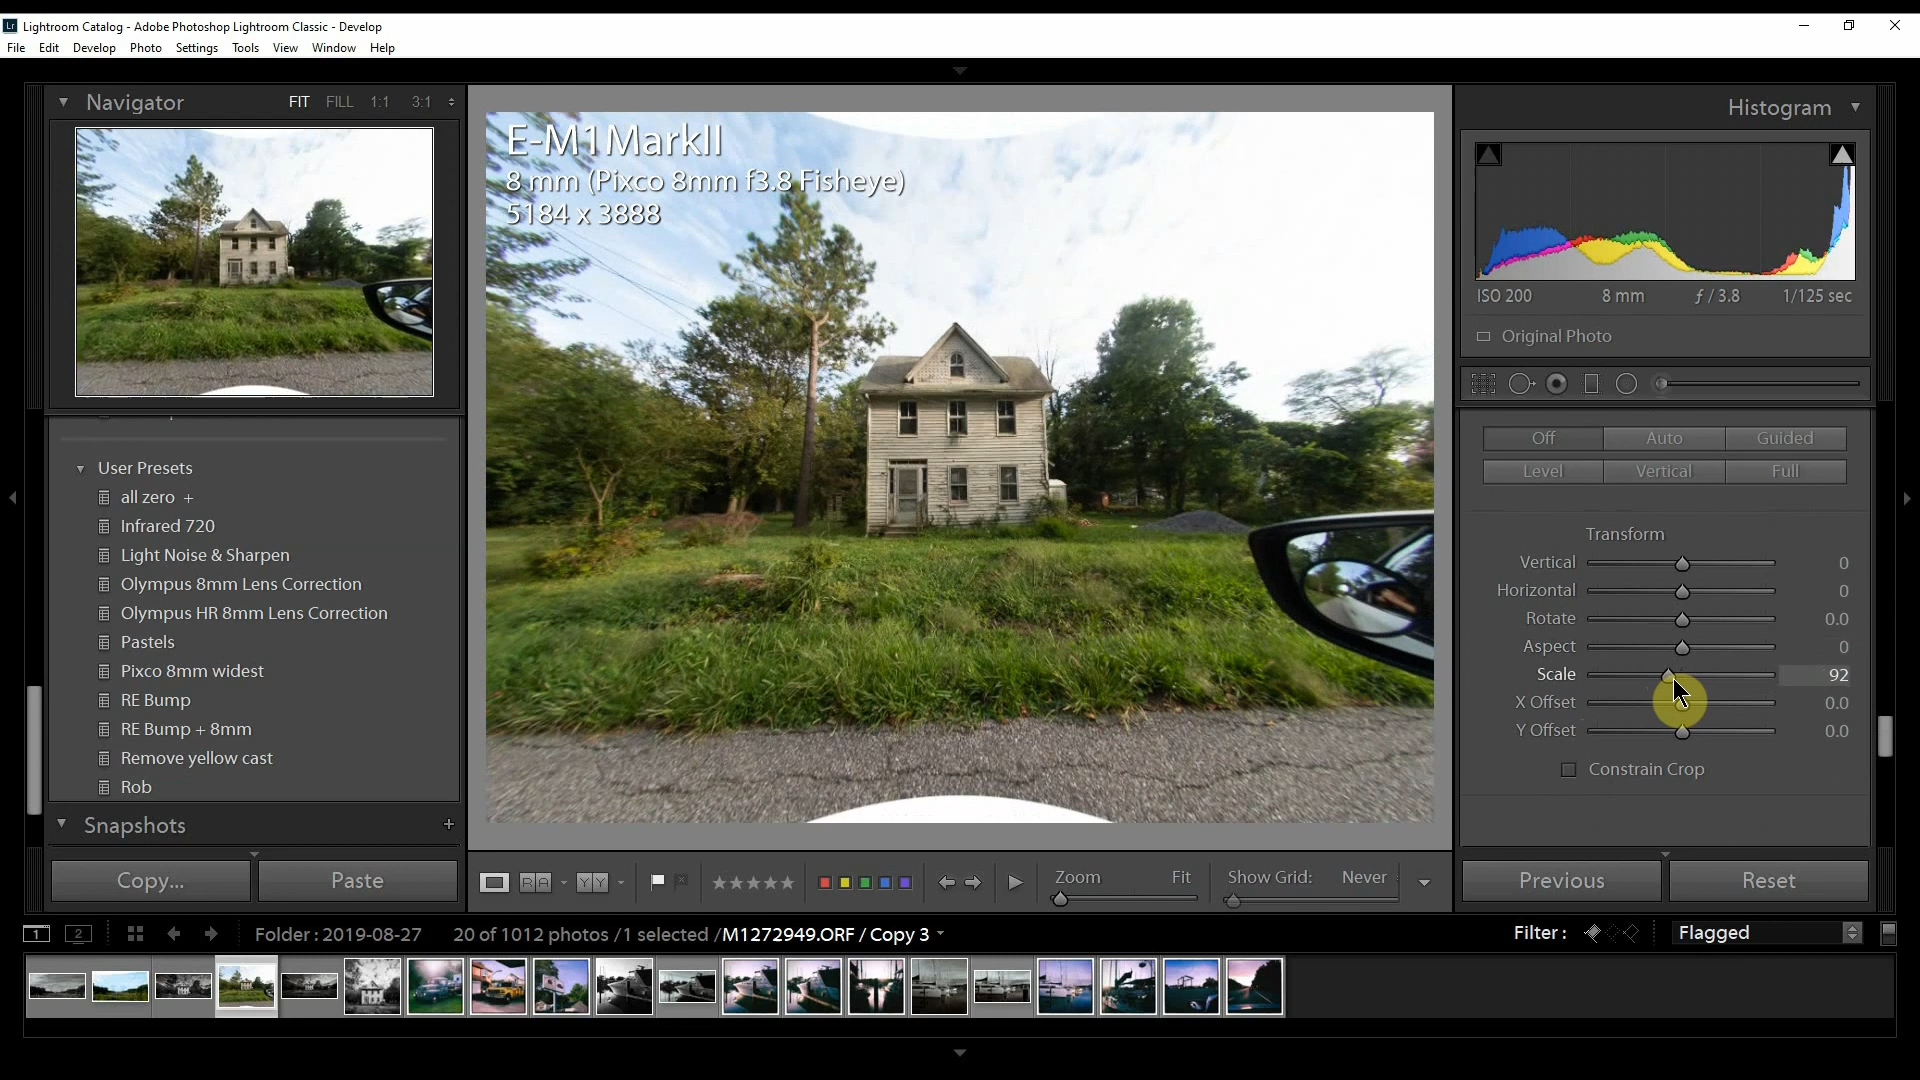 Lr Lightroom Catalog - Adobe Photoshop Lightroom Classic - Develop
File Edit Develop Photo Settings Tools View Window Help
Navigator FIT FILL 1:1 3:1
User Presets
all zero +
Infrared 720
Light Noise & Sharpen
Olympus 8mm Lens Correction
Olympus HR 8mm Lens Correction
Pastels
Pixco 8mm widest
RE Bump
RE Bump + 8mm
Remove yellow cast
Rob
Snapshots +
Copy... Paste
E-M1MarkII
8 mm (Pixco 8mm f3.8 Fisheye)
5184 x 3888
RA YY Zoom Fit Show Grid: Never
Histogram
ISO 200 8 mm ƒ / 3.8 1/125 sec
Original Photo
Off Auto Guided
Level Vertical Full
Transform
Vertical 0
Horizontal 0
Rotate 0.0
Aspect 0
Scale 92
X Offset 0.0
Y Offset 0.0
Constrain Crop
Previous Reset
1 2 Folder : 2019-08-27 20 of 1012 photos / 1 selected / M1272949.ORF / Copy 3 Filter : Flagged